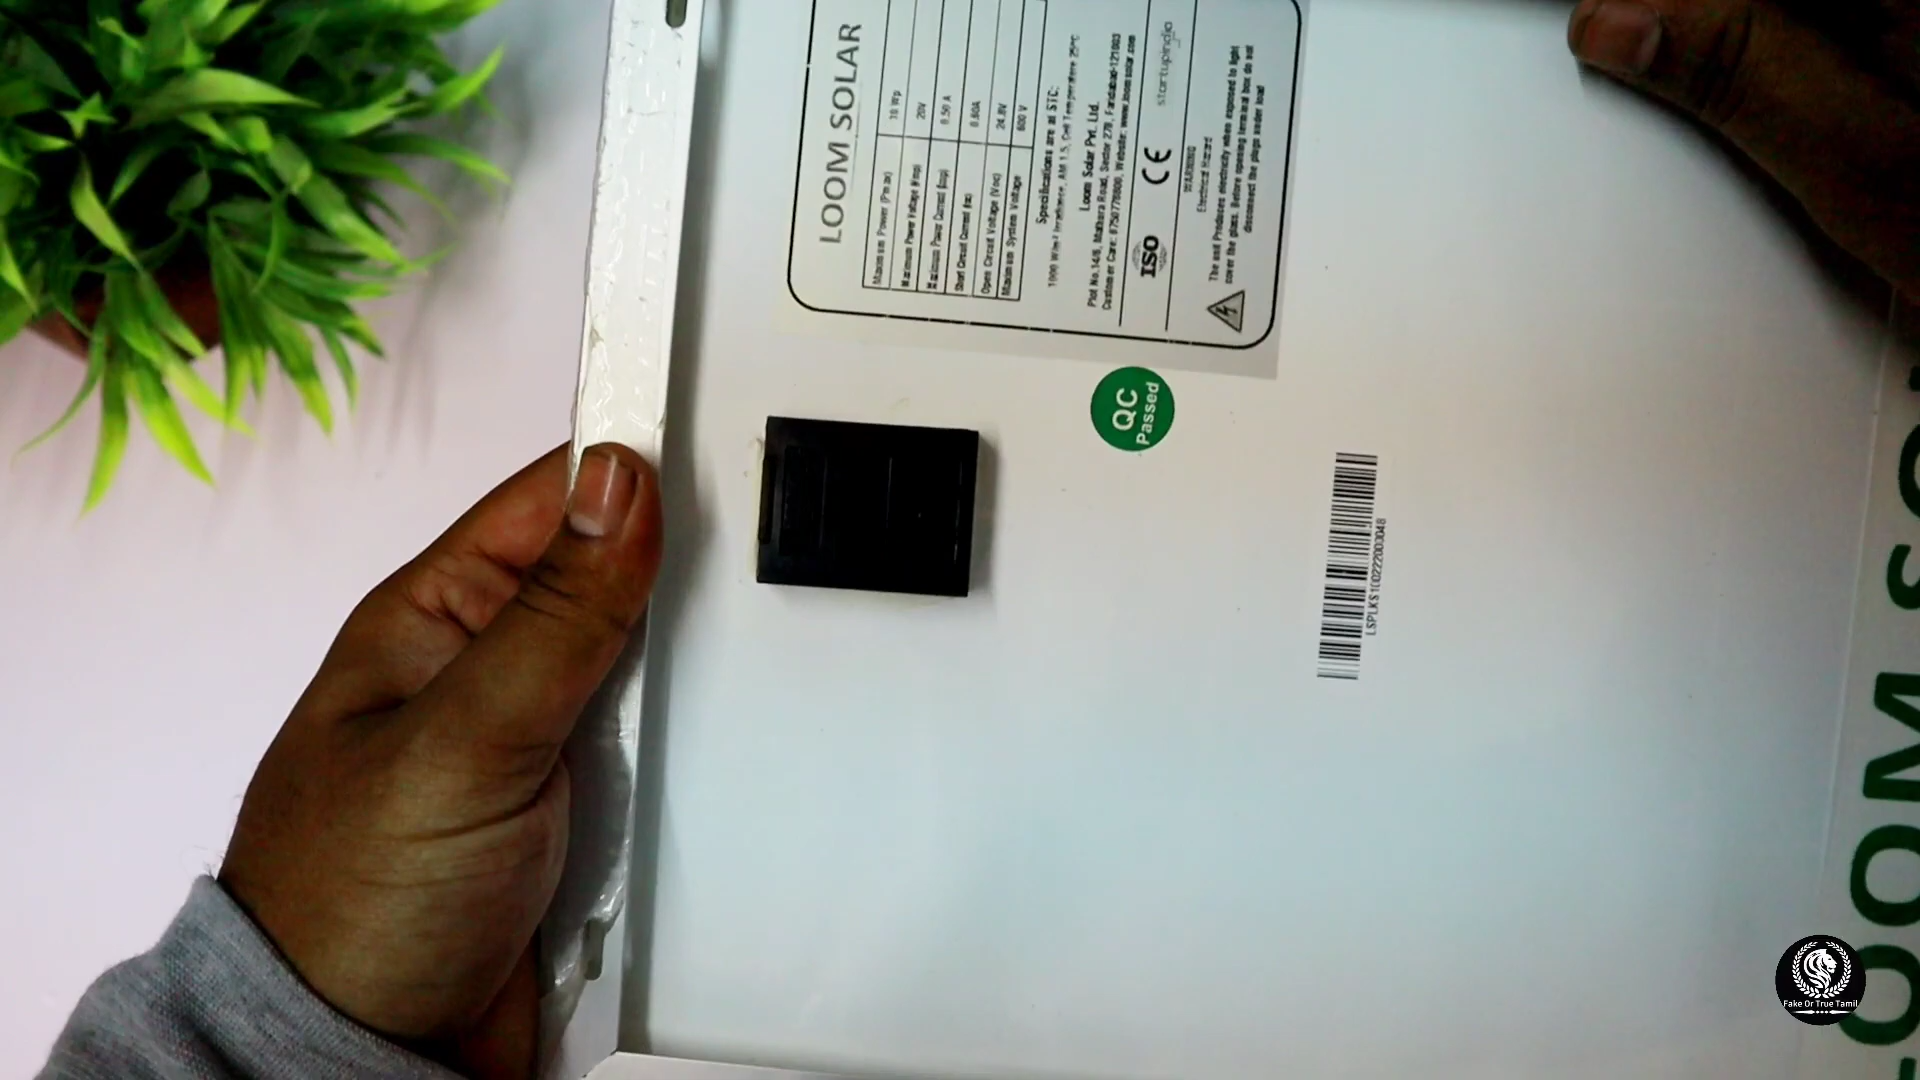 LOOM SOLAR
Maximum Power (Pmax) 10 Wp
Maximum Power Voltage (Vmp) 20V
Maximum Power Current (Imp) 0.50 A
Short Circuit Current (Isc) 0.60A
Open Circuit Voltage (Voc) 24.8V
Maximum System Voltage 600 V
Specifications are at STC:
1000 W/m² Irradiance, AM 1.5, Cell Temperature 25°C
Loom Solar Pvt. Ltd.
Plot No.14/6, Mathura Road, Sector 27B, Faridabad-121003
Customer Care: 8750778800, Website: www.loomsolar.com
ISO CE startupindia
WARNING
Electrical Hazard
The unit Produces electricity when exposed to light
cover the glass. Before opening terminal box do not
disconnect the plugs under load
QC
Passed
OOM SO
Fake Or True Tamil